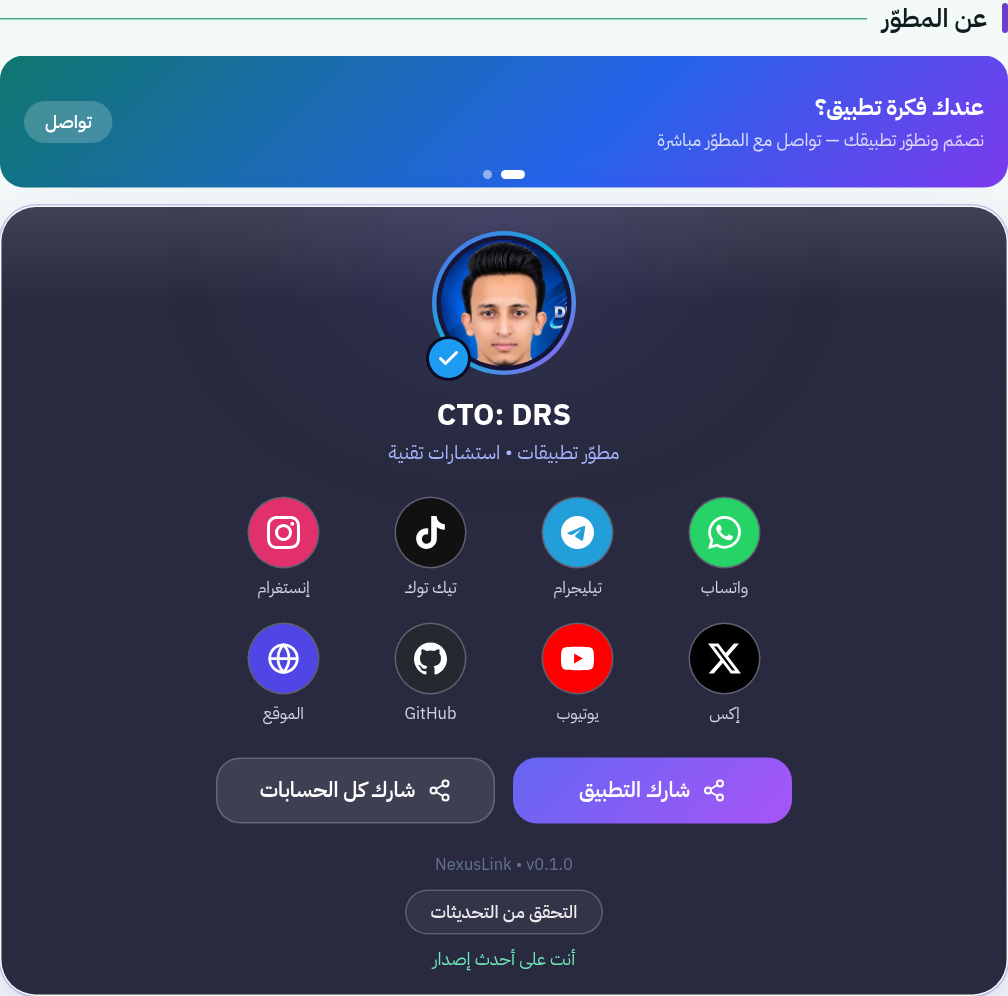 عن المطوّر
عندك فكرة تطبيق؟
نصمّم ونطوّر تطبيقك — تواصل مع المطوّر مباشرة
تواصل
CTO: DRS
مطوّر تطبيقات • استشارات تقنية
واتساب
تيليجرام
تيك توك
إنستغرام
إكس
يوتيوب
GitHub
الموقع
شارك التطبيق
شارك كل الحسابات
NexusLink • v0.1.0
التحقق من التحديثات
أنت على أحدث إصدار